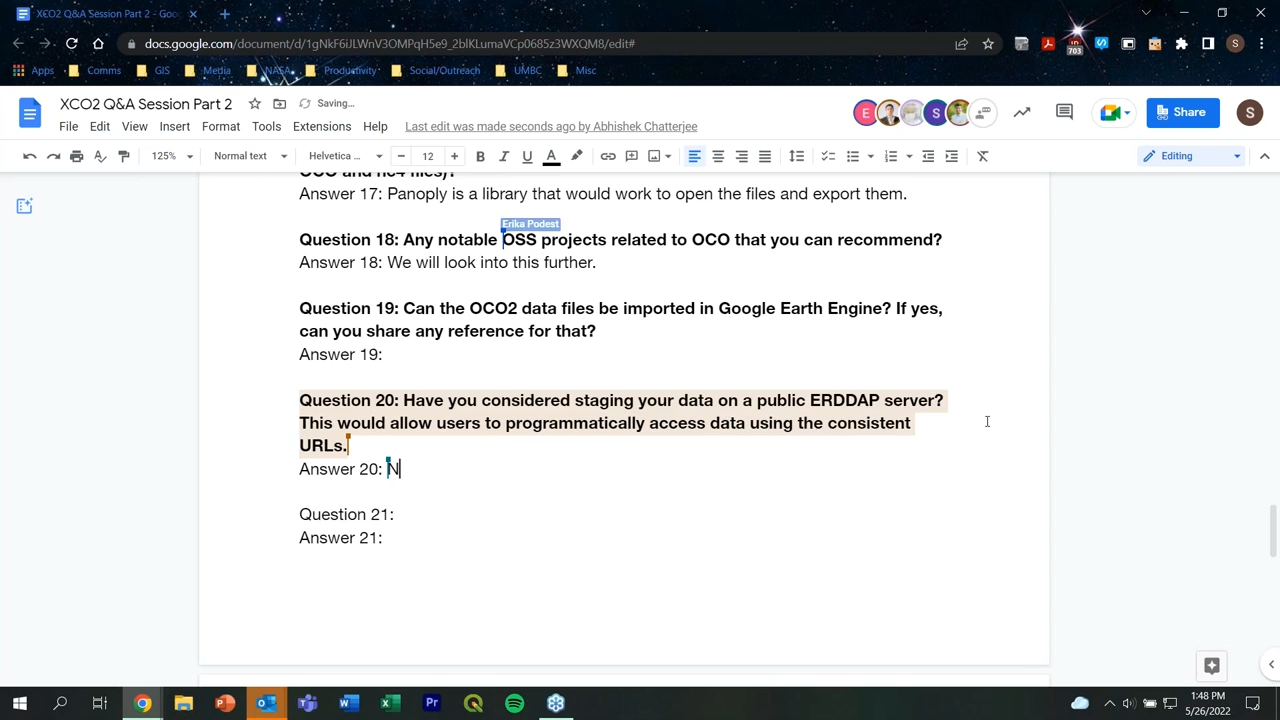 XCO2 Q&A Session Part 2 - Goo
docs.google.com/document/d/1gNkF6iJLWnV3OMPqH5e9_2blKLumaVCp0685z3WXQM8/edit#
703
S
Apps Comms GIS Media NASA Productivity Social/Outreach UMBC Misc
XCO2 Q&A Session Part 2 Saving...
E S Share S
File Edit View Insert Format Tools Extensions Help Last edit was made seconds ago by Abhishek Chatterjee
125% Normal text Helvetica ... 12 B I U A Editing
OCO and nc4 files)?
Answer 17: Panoply is a library that would work to open the files and export them.
Erika Podest
Question 18: Any notable OSS projects related to OCO that you can recommend?
Answer 18: We will look into this further.
Question 19: Can the OCO2 data files be imported in Google Earth Engine? If yes,
can you share any reference for that?
Answer 19:
Question 20: Have you considered staging your data on a public ERDDAP server?
This would allow users to programmatically access data using the consistent
URLs.
Answer 20: N
Question 21:
Answer 21:
1:48 PM
5/26/2022